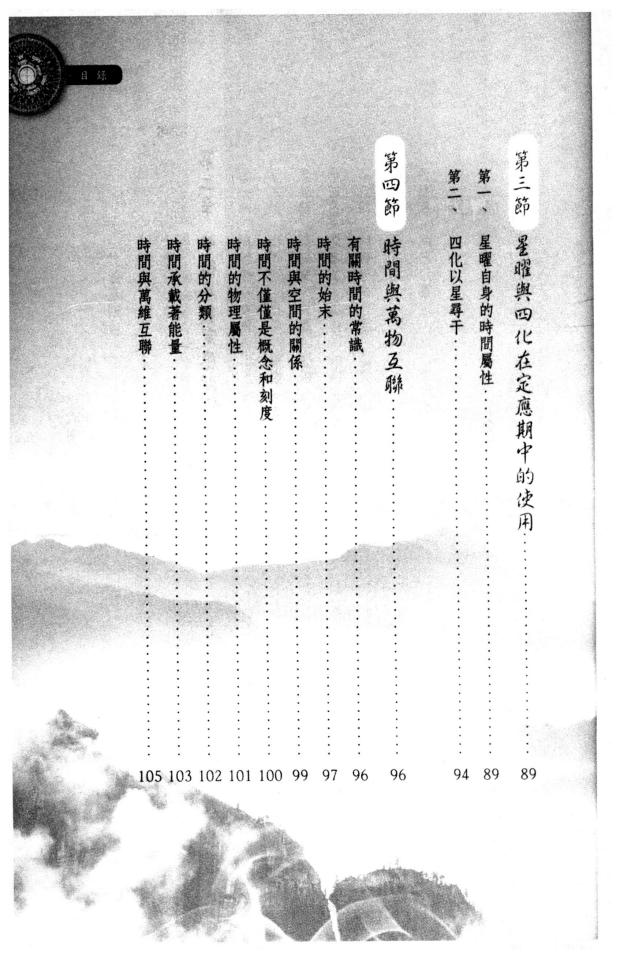 目錄
第三節 星曜與四化在定應期中的使用 89
第一、星曜自身的時間屬性 89
第二、四化以星尋干 94
第四節 時間與萬物互聯 96
有關時間的常識 96
時間的始末 97
時間與空間的關係 99
時間不僅僅是概念和刻度 100
時間的物理屬性 101
時間的分類 102
時間承載著能量 103
時間與萬維互聯 105